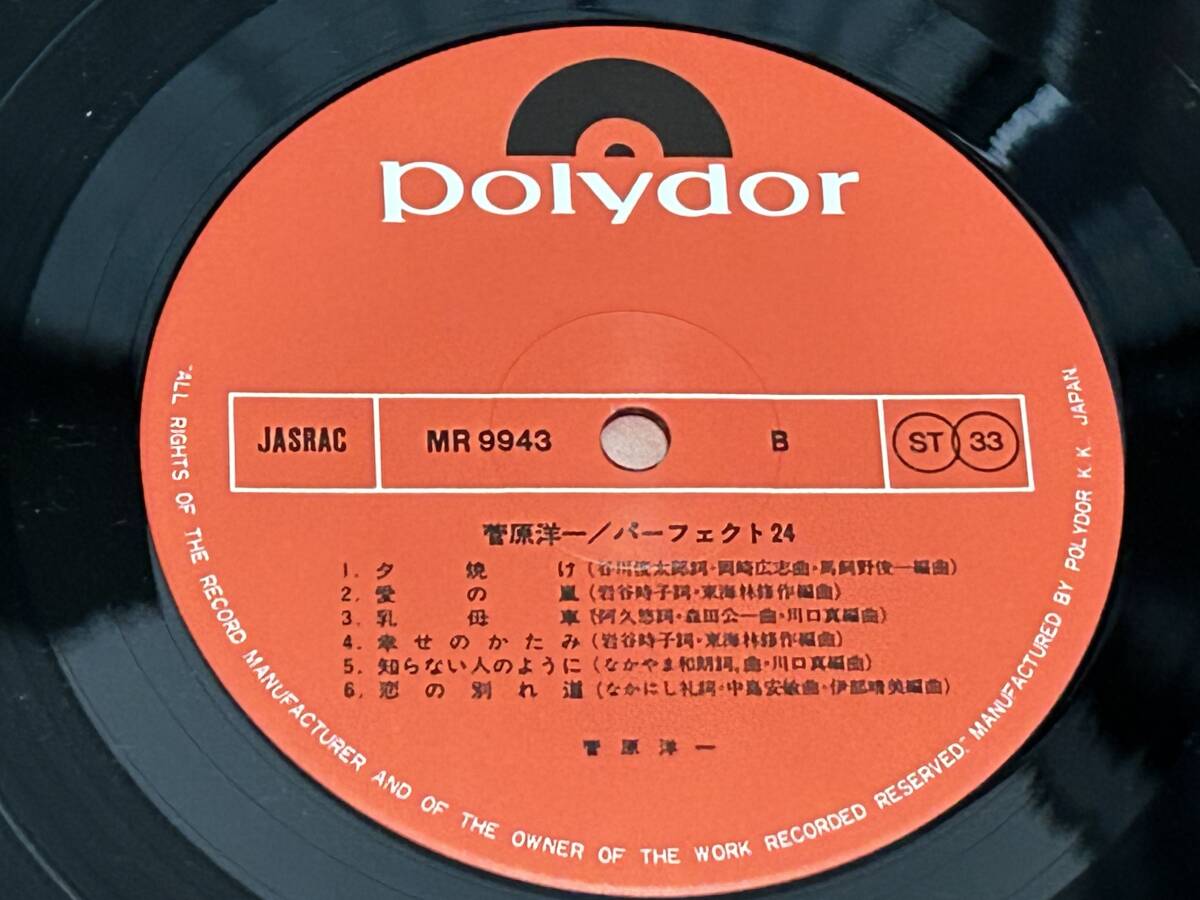 polydor
JASRAC MR 9943 B ST 33
菅原洋一/パーフェクト24
1. 夕焼け (谷川俊太郎詞・岡崎広志曲・馬飼野俊一編曲)
2. 愛の嵐 (岩谷時子詞・東海林修作編曲)
3. 乳母車 (阿久悠詞・森田公一曲・川口真編曲)
4. 幸せのかたみ (岩谷時子詞・東海林修作編曲)
5. 知らない人のように (なかやま和朗詞,曲・川口真編曲)
6. 恋の別れ道 (なかにし礼詞・中島安敏曲・伊部晴美編曲)
菅原洋一
"ALL RIGHTS OF THE RECORD MANUFACTURER AND OF THE OWNER OF THE WORK RECORDED RESERVED." MANUFACTURED BY POLYDOR K.K. JAPAN